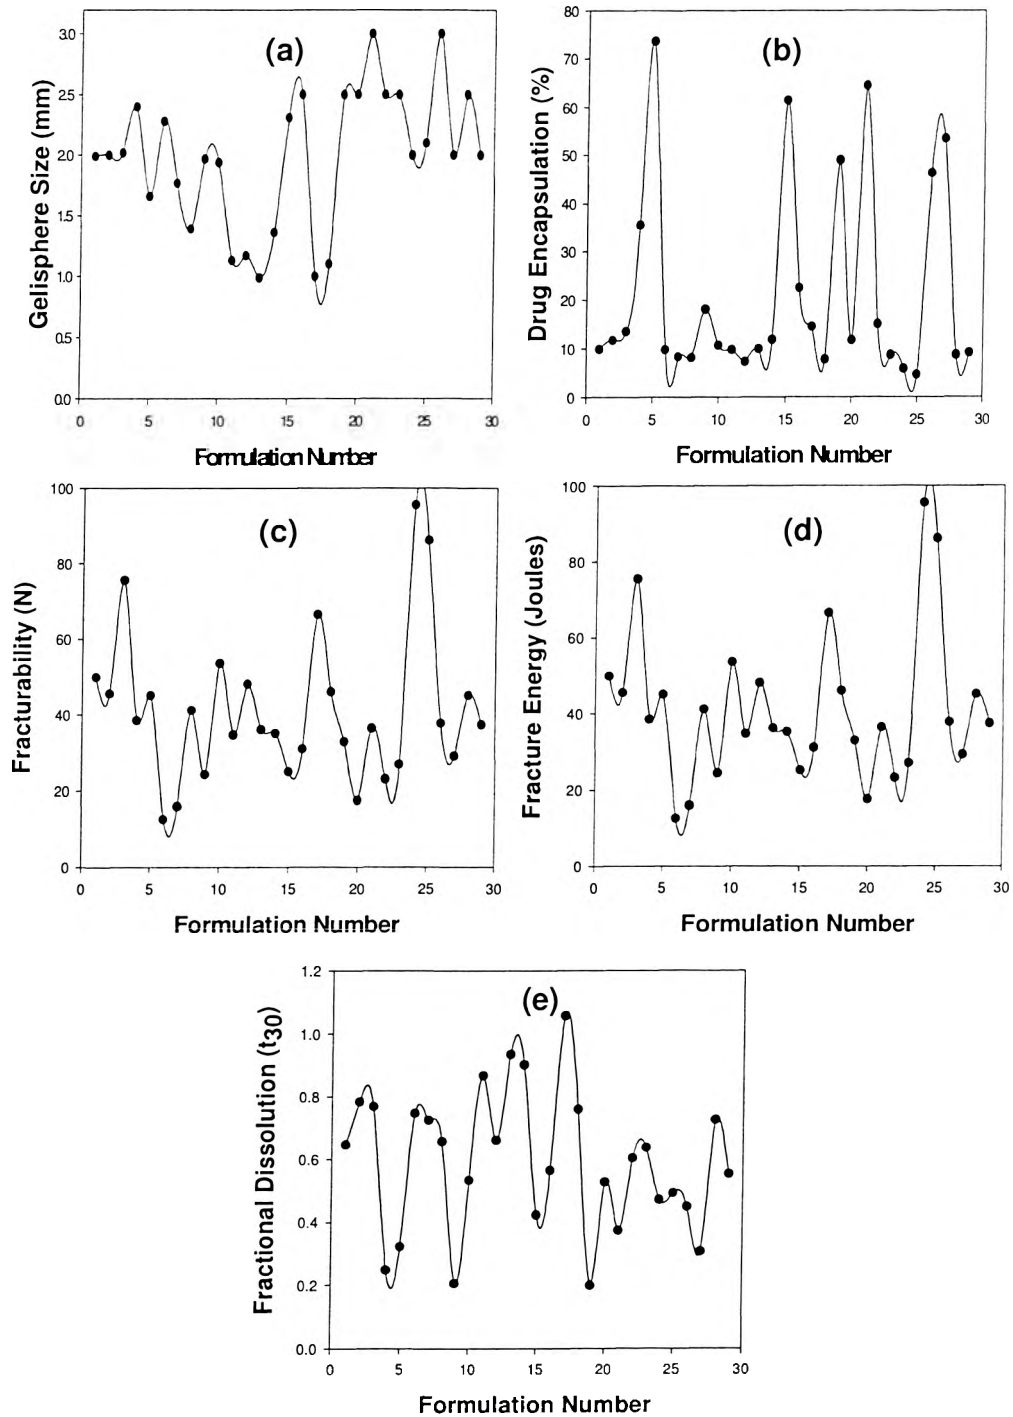 (a)
Gelisphere Size (mm)
3.0
2.5
2.0
1.5
1.0
0.5
0.0
0 5 10 15 20 25 30
Formulation Number
(b)
Drug Encapsulation (%)
80
70
60
50
40
30
20
10
0
0 5 10 15 20 25 30
Formulation Number
(c)
Fracturability (N)
100
80
60
40
20
0
0 5 10 15 20 25 30
Formulation Number
(d)
Fracture Energy (Joules)
100
80
60
40
20
0
0 5 10 15 20 25 30
Formulation Number
(e)
Fractional Dissolution (t30)
1.2
1.0
0.8
0.6
0.4
0.2
0.0
0 5 10 15 20 25 30
Formulation Number